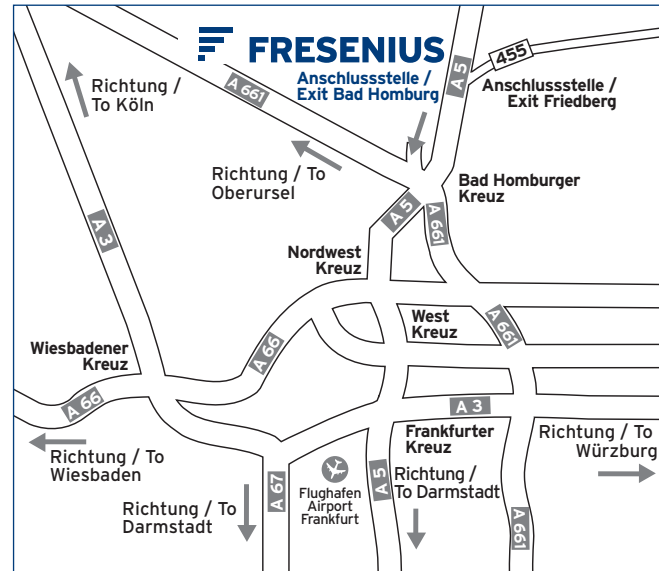 FRESENIUS
Anschlussstelle /
Exit Bad Homburg
A 5
455
Anschlussstelle /
Exit Friedberg
Richtung /
To Köln
A 661
Richtung / To
Oberursel
Bad Homburger
Kreuz
A 5
A 661
A 3
Nordwest
Kreuz
West
Kreuz
A 661
Wiesbadener
Kreuz
A 66
A 66
A 3
Frankfurter
Kreuz
Richtung / To
Würzburg
Richtung / To
Wiesbaden
Richtung / To
Darmstadt
A 67
Flughafen
Airport
Frankfurt
A 5
Richtung /
To Darmstadt
A 661